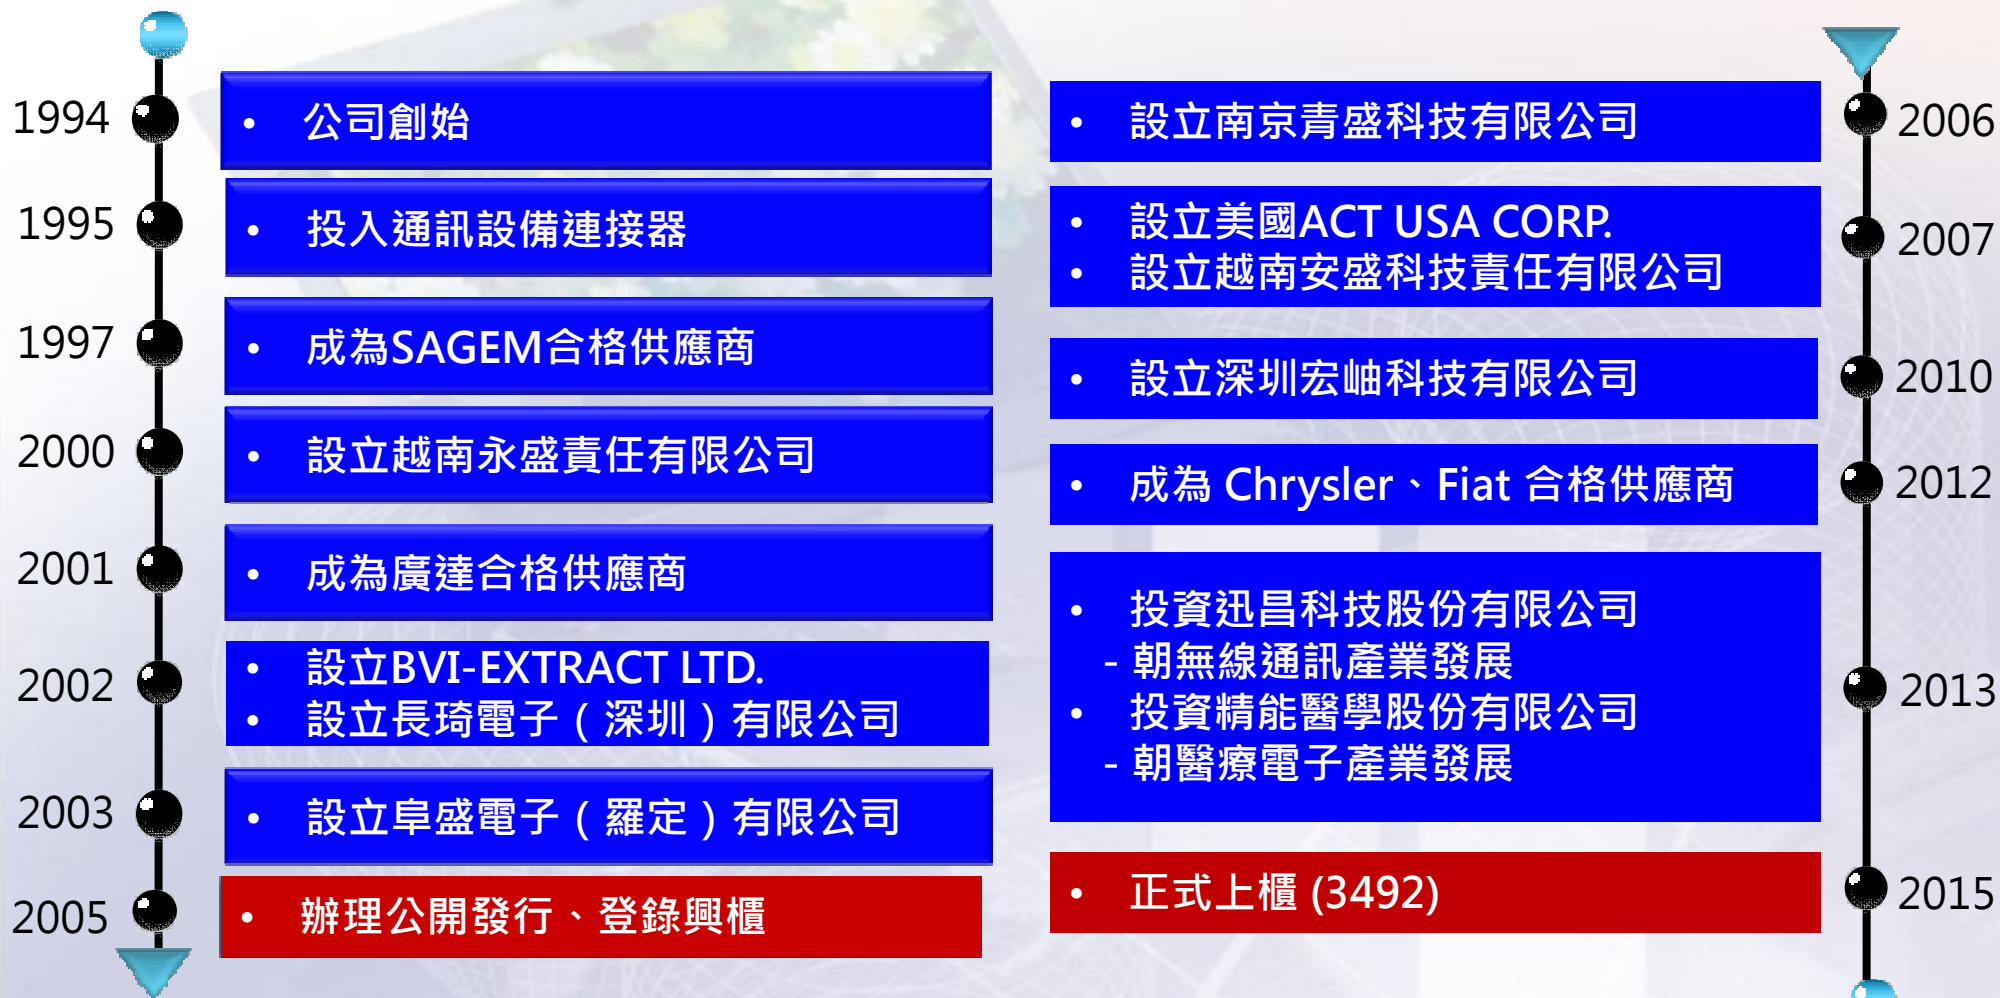 1994
• 公司創始
1995
• 投入通訊設備連接器
1997
• 成為SAGEM合格供應商
2000
• 設立越南永盛責任有限公司
2001
• 成為廣達合格供應商
2002
• 設立BVI-EXTRACT LTD.
• 設立長琦電子（深圳）有限公司
2003
• 設立阜盛電子（羅定）有限公司
2005
• 辦理公開發行、登錄興櫃
• 設立南京青盛科技有限公司
2006
• 設立美國ACT USA CORP.
• 設立越南安盛科技責任有限公司
2007
• 設立深圳宏岫科技有限公司
2010
• 成為 Chrysler、Fiat 合格供應商
2012
• 投資迅昌科技股份有限公司
- 朝無線通訊產業發展
• 投資精能醫學股份有限公司
- 朝醫療電子產業發展
2013
• 正式上櫃 (3492)
2015